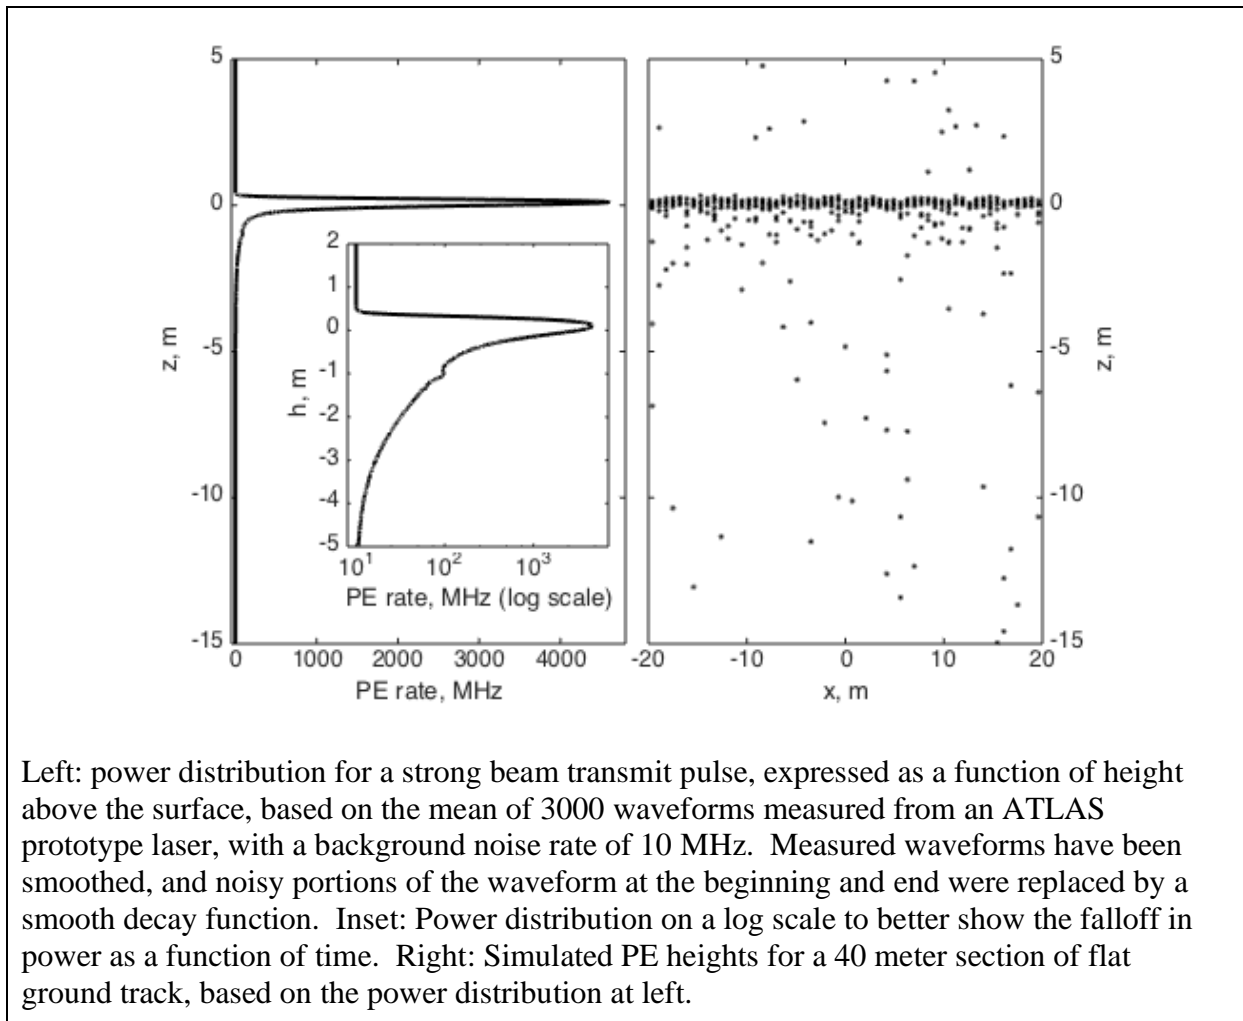 5
0
-5
-10
-15
z, m
0 1000 2000 3000 4000
PE rate, MHz
2
1
0
-1
-2
-3
-4
-5
h, m
10^1 10^2 10^3
PE rate, MHz (log scale)
5
0
-5
-10
-15
z, m
-20 -10 0 10 20
x, m
Left: power distribution for a strong beam transmit pulse, expressed as a function of height
above the surface, based on the mean of 3000 waveforms measured from an ATLAS
prototype laser, with a background noise rate of 10 MHz.  Measured waveforms have been
smoothed, and noisy portions of the waveform at the beginning and end were replaced by a
smooth decay function.  Inset: Power distribution on a log scale to better show the falloff in
power as a function of time.  Right: Simulated PE heights for a 40 meter section of flat
ground track, based on the power distribution at left.